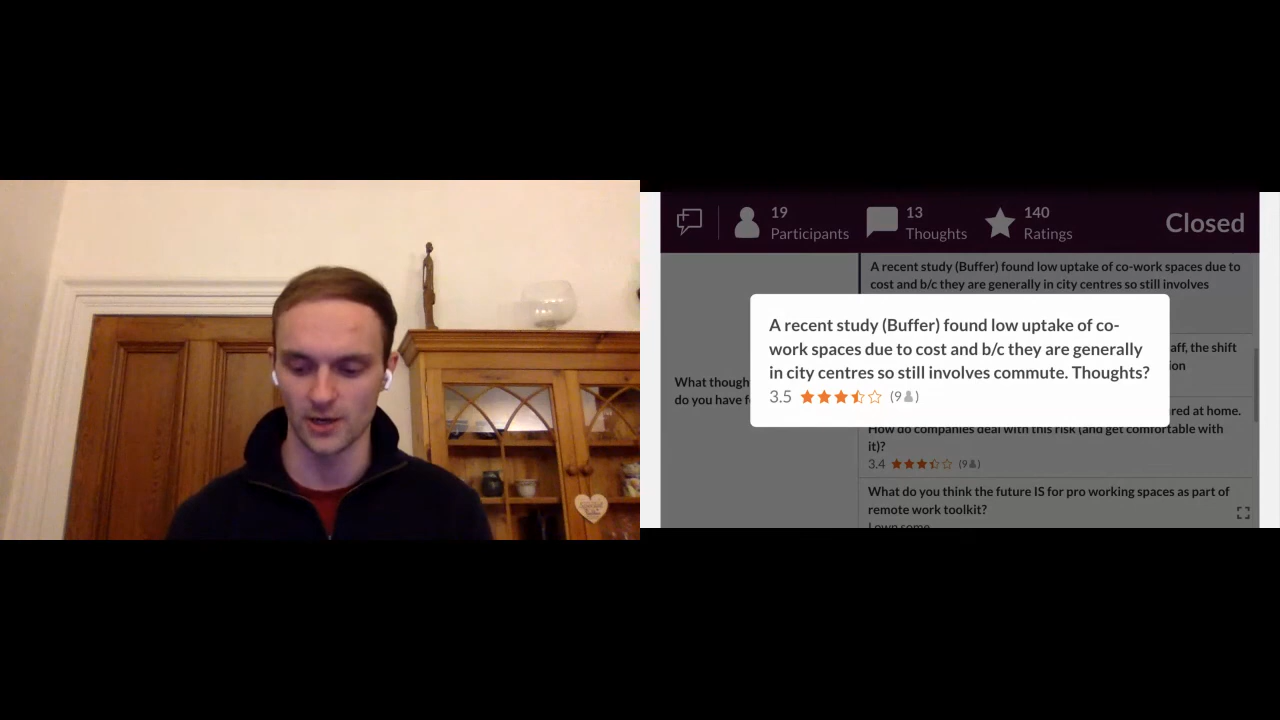 19
Participants
13
Thoughts
140
Ratings
Closed
A recent study (Buffer) found low uptake of co-work spaces due to
cost and b/c they are generally in city centres so still involves
A recent study (Buffer) found low uptake of co-
work spaces due to cost and b/c they are generally
in city centres so still involves commute. Thoughts?
3.5 (9)
What
do you have
the shift
red at home.
How do companies deal with this risk (and get comfortable with
it)?
3.4 (9)
What do you think the future IS for pro working spaces as part of
remote work toolkit?
I own some